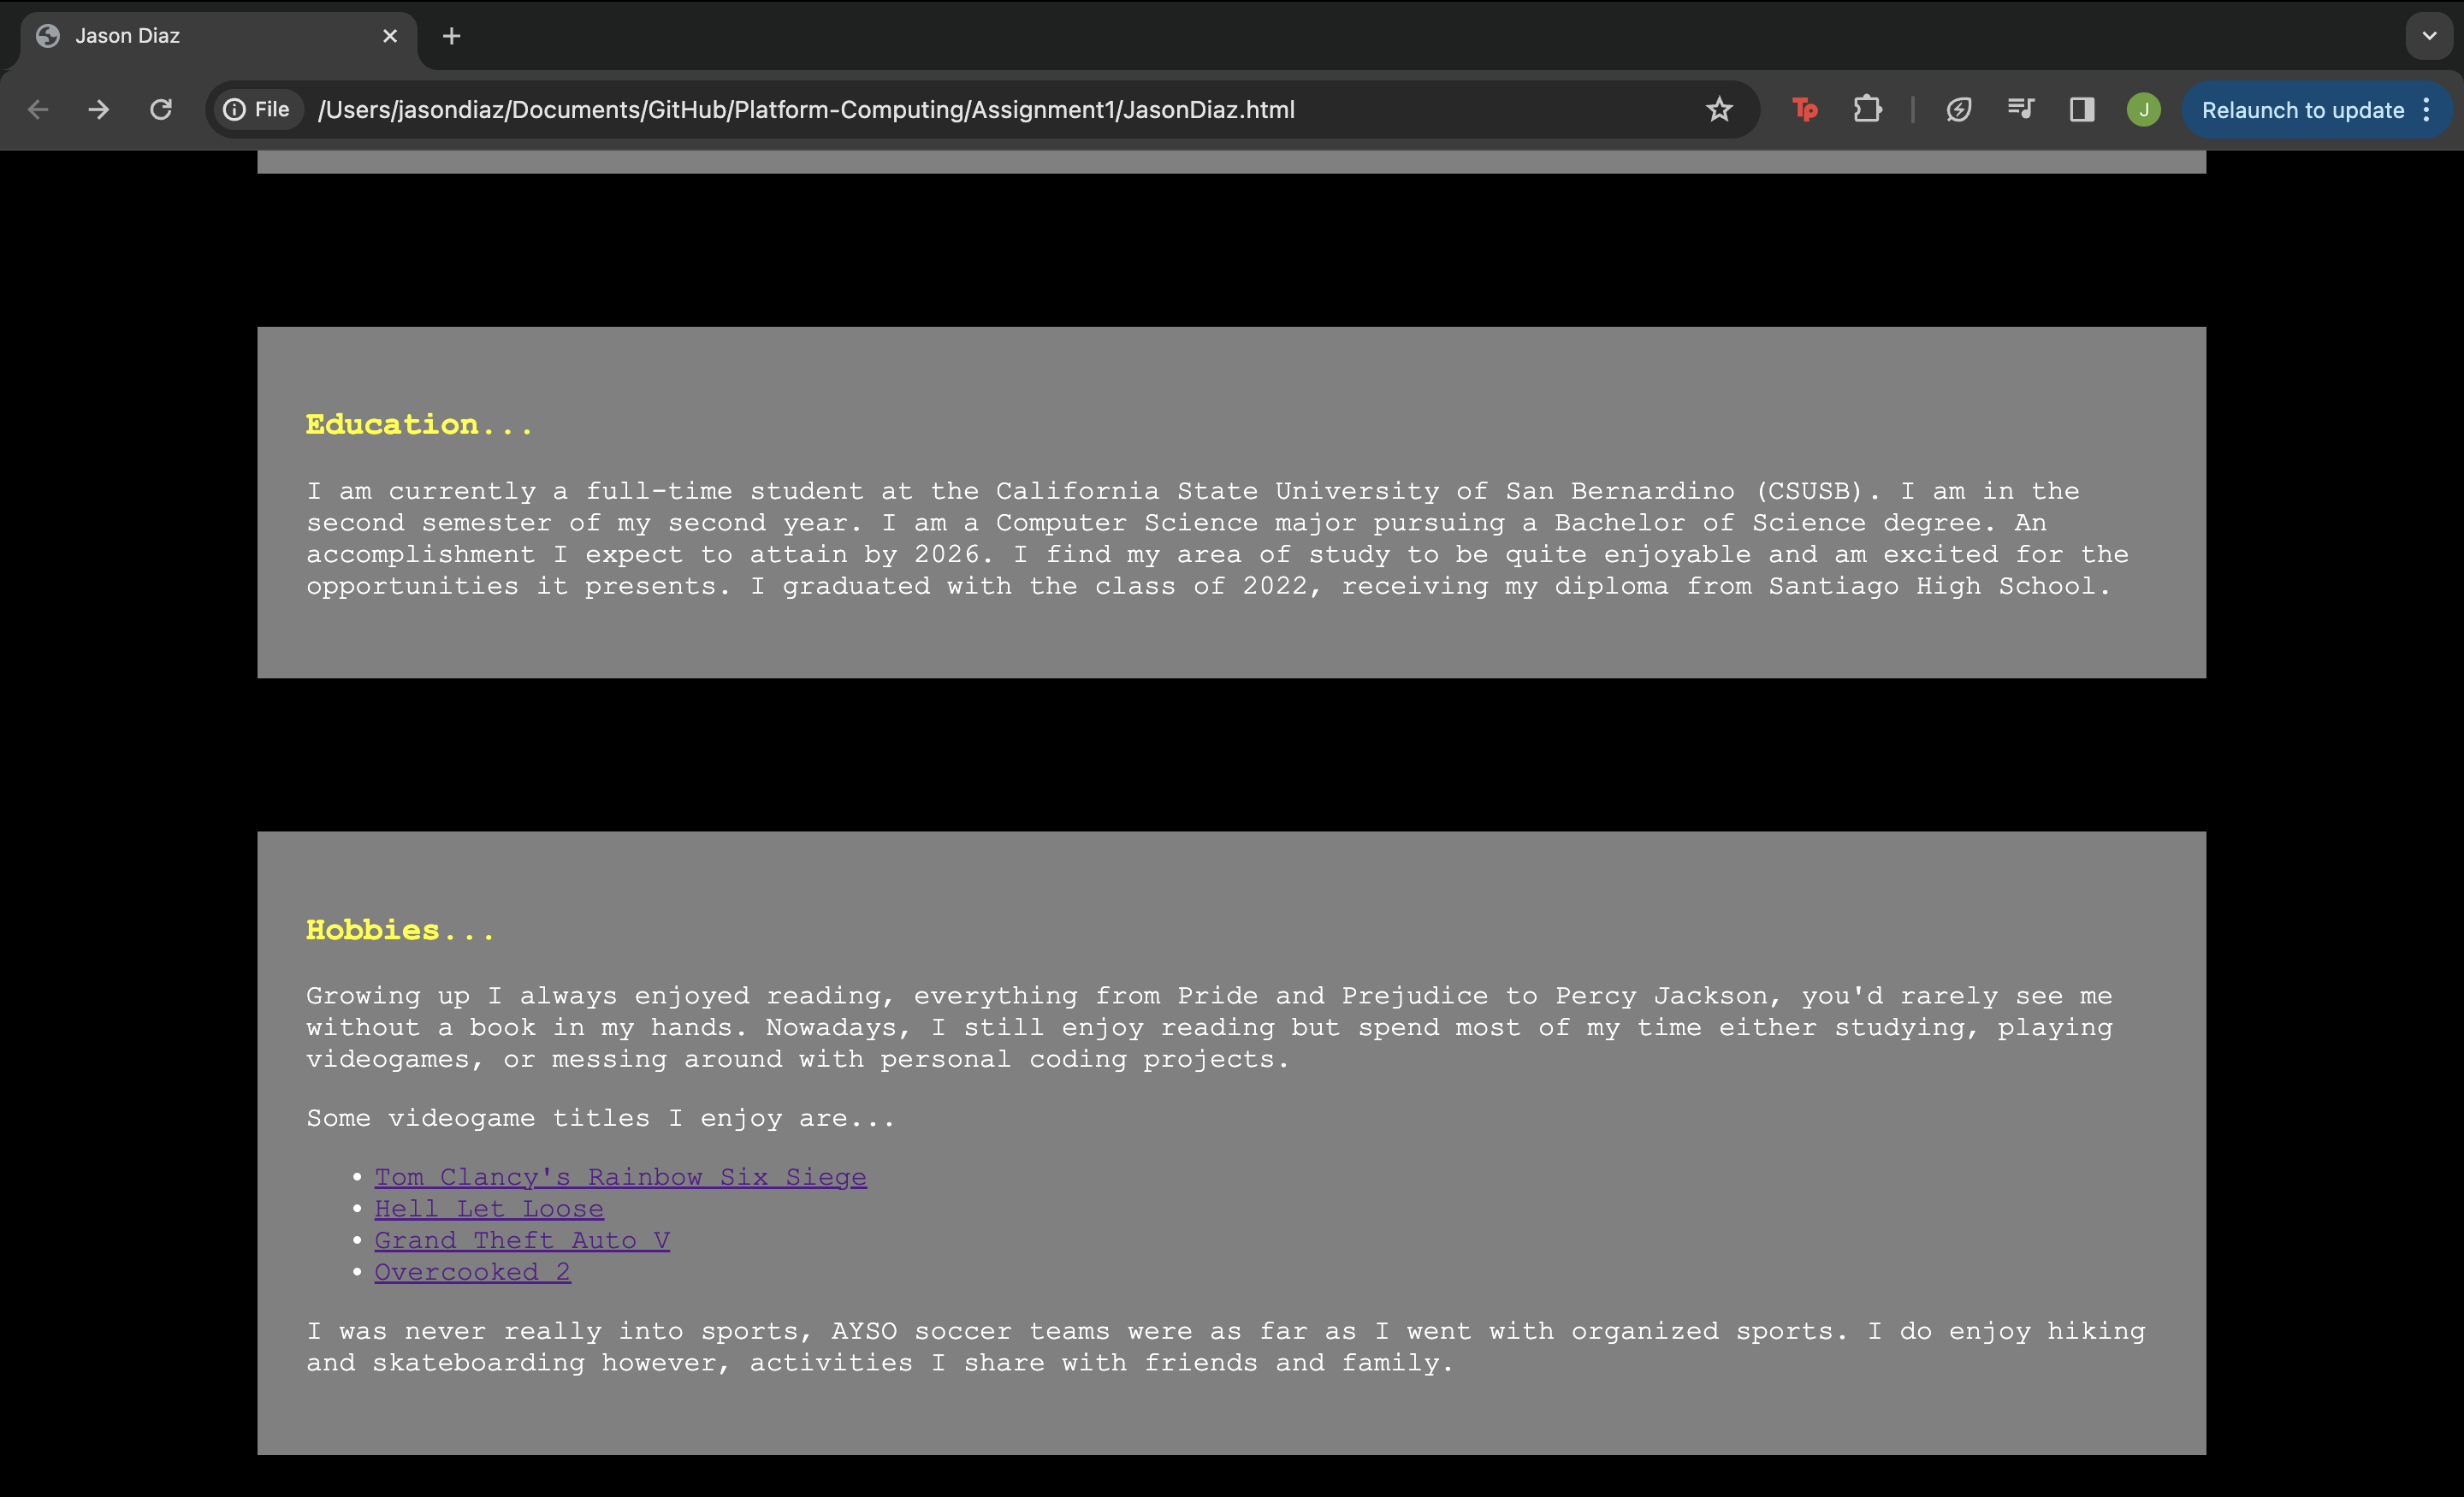 Jason Diaz
File /Users/jasondiaz/Documents/GitHub/Platform-Computing/Assignment1/JasonDiaz.html Tp J Relaunch to update
Education...
I am currently a full-time student at the California State University of San Bernardino (CSUSB). I am in the
second semester of my second year. I am a Computer Science major pursuing a Bachelor of Science degree. An
accomplishment I expect to attain by 2026. I find my area of study to be quite enjoyable and am excited for the
opportunities it presents. I graduated with the class of 2022, receiving my diploma from Santiago High School.
Hobbies...
Growing up I always enjoyed reading, everything from Pride and Prejudice to Percy Jackson, you'd rarely see me
without a book in my hands. Nowadays, I still enjoy reading but spend most of my time either studying, playing
videogames, or messing around with personal coding projects.
Some videogame titles I enjoy are...
• Tom Clancy's Rainbow Six Siege
• Hell Let Loose
• Grand Theft Auto V
• Overcooked 2
I was never really into sports, AYSO soccer teams were as far as I went with organized sports. I do enjoy hiking
and skateboarding however, activities I share with friends and family.